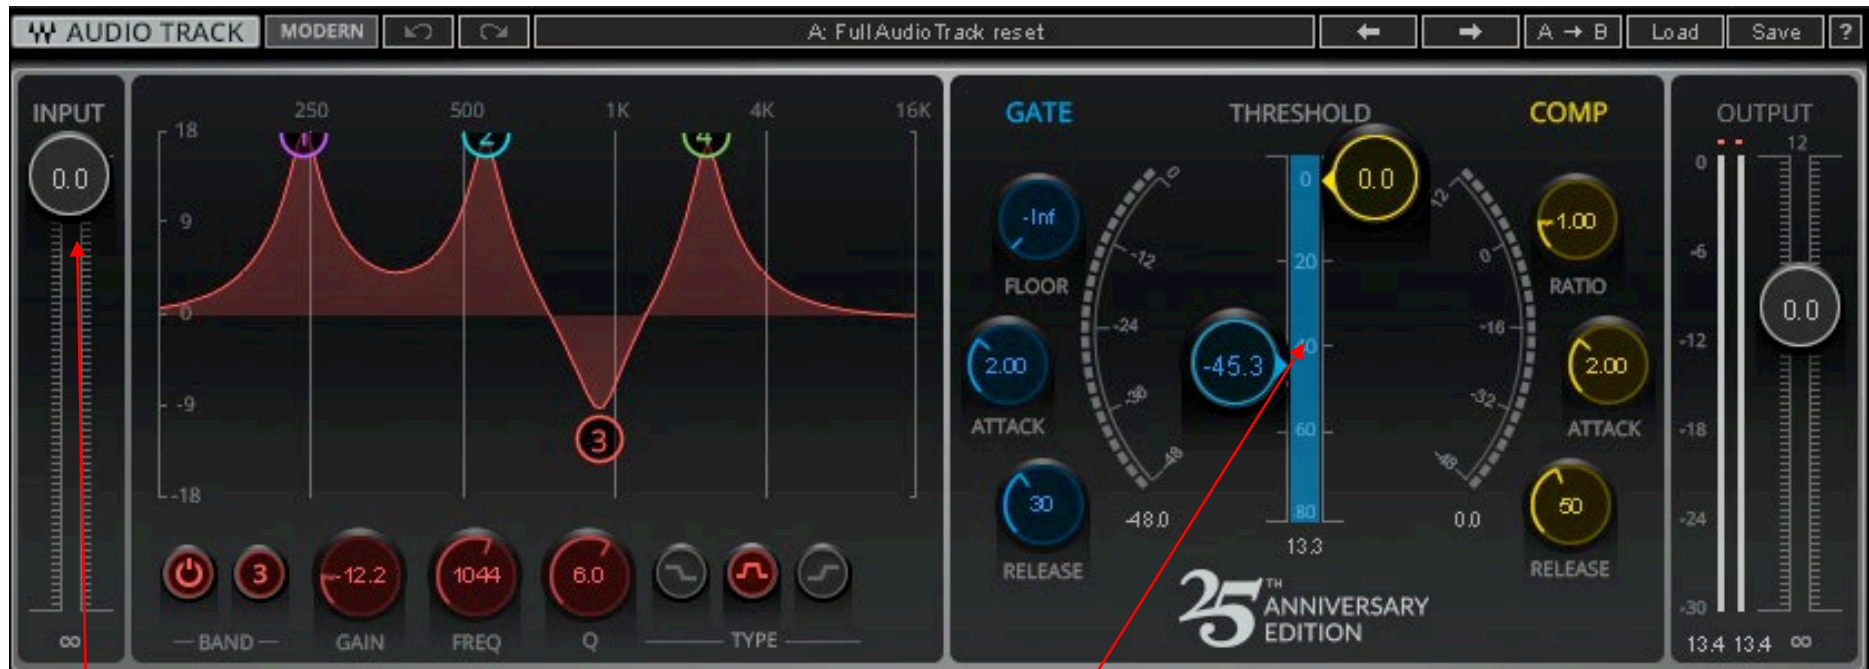 AUDIO TRACK MODERN A: FullAudioTrack reset A → B Load Save ?
INPUT
0.0
∞
250 500 1K 4K 16K
18
9
0
-9
-18
1 2 4
3
3 -12.2 1044 6.0
BAND GAIN FREQ Q TYPE
GATE THRESHOLD COMP
-Inf
FLOOR
2.00
ATTACK
30
RELEASE
0
-12
-24
-36
-48
-48.0
0.0
-45.3
0
20
40
60
80
13.3
12
0
-16
-32
-48
0.0
1.00
RATIO
2.00
ATTACK
50
RELEASE
25TH
ANNIVERSARY
EDITION
OUTPUT
12
0
-6
-12
-18
-24
-30
0.0
13.4 13.4 ∞